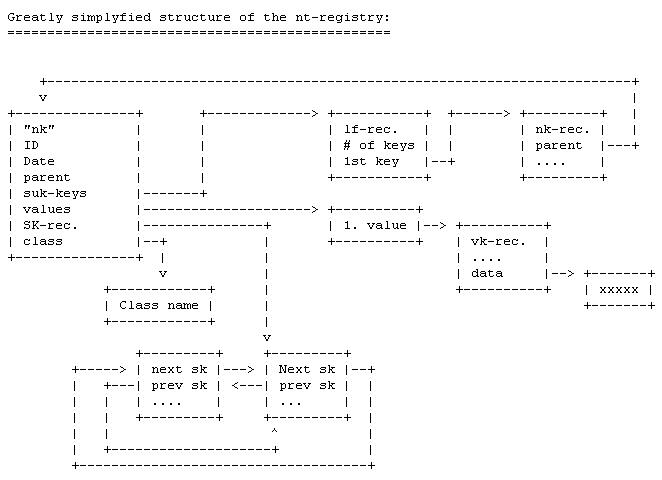 Greatly simplyfied structure of the nt-registry:
"nk"
ID
Date
parent
suk-keys
values
SK-rec.
class
lf-rec.
# of keys
1st key
nk-rec.
parent
....
1. value
vk-rec.
....
data
xxxxx
Class name
next sk
prev sk
....
Next sk
prev sk
...